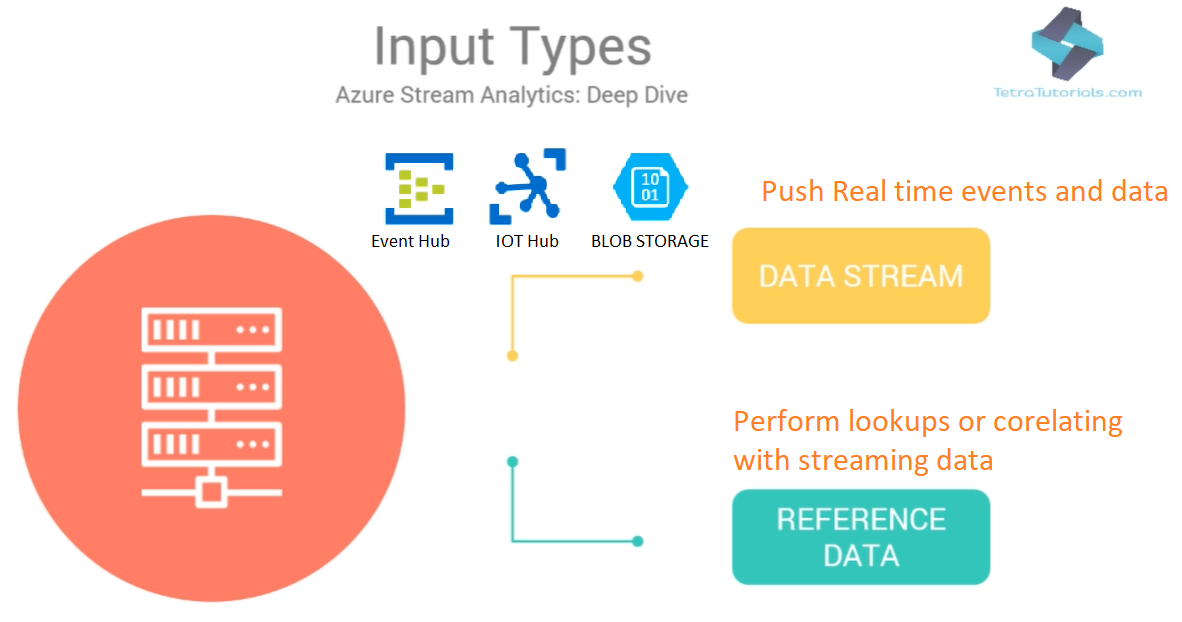 Input Types
Azure Stream Analytics: Deep Dive
TetraTutorials.com
10
01
Event Hub
IOT Hub
BLOB STORAGE
Push Real time events and data
DATA STREAM
Perform lookups or corelating
with streaming data
REFERENCE
DATA